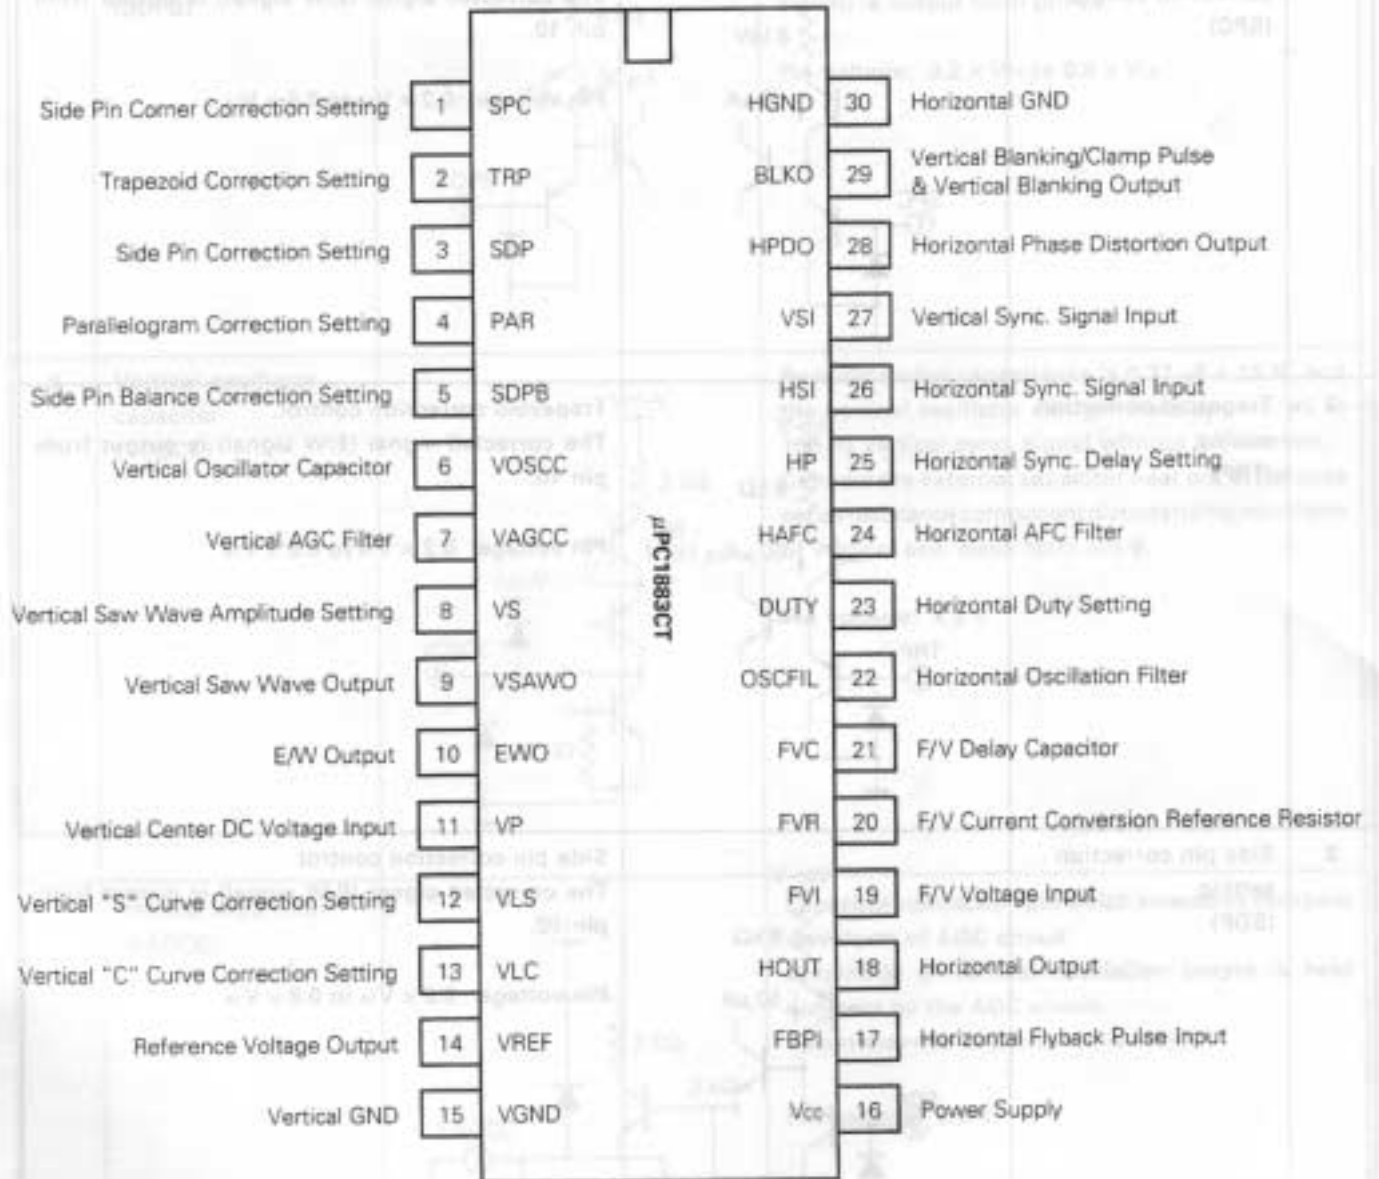 Side Pin Corner Correction Setting 1 SPC
HGND 30 Horizontal GND
Trapezoid Correction Setting 2 TRP
BLKO 29 Vertical Blanking/Clamp Pulse
& Vertical Blanking Output
Side Pin Correction Setting 3 SDP
HPDO 28 Horizontal Phase Distortion Output
Parallelogram Correction Setting 4 PAR
VSI 27 Vertical Sync. Signal Input
Side Pin Balance Correction Setting 5 SDPB
HSI 26 Horizontal Sync. Signal Input
Vertical Oscillator Capacitor 6 VOSCC
HP 25 Horizontal Sync. Delay Setting
Vertical AGC Filter 7 VAGCC
HAFC 24 Horizontal AFC Filter
µPC1883CT
Vertical Saw Wave Amplitude Setting 8 VS
DUTY 23 Horizontal Duty Setting
Vertical Saw Wave Output 9 VSAWO
OSCFIL 22 Horizontal Oscillation Filter
E/W Output 10 EWO
FVC 21 F/V Delay Capacitor
Vertical Center DC Voltage Input 11 VP
FVR 20 F/V Current Conversion Reference Resistor
Vertical "S" Curve Correction Setting 12 VLS
FVI 19 F/V Voltage Input
Vertical "C" Curve Correction Setting 13 VLC
HOUT 18 Horizontal Output
Reference Voltage Output 14 VREF
FBPI 17 Horizontal Flyback Pulse Input
Vertical GND 15 VGND
Vcc 16 Power Supply